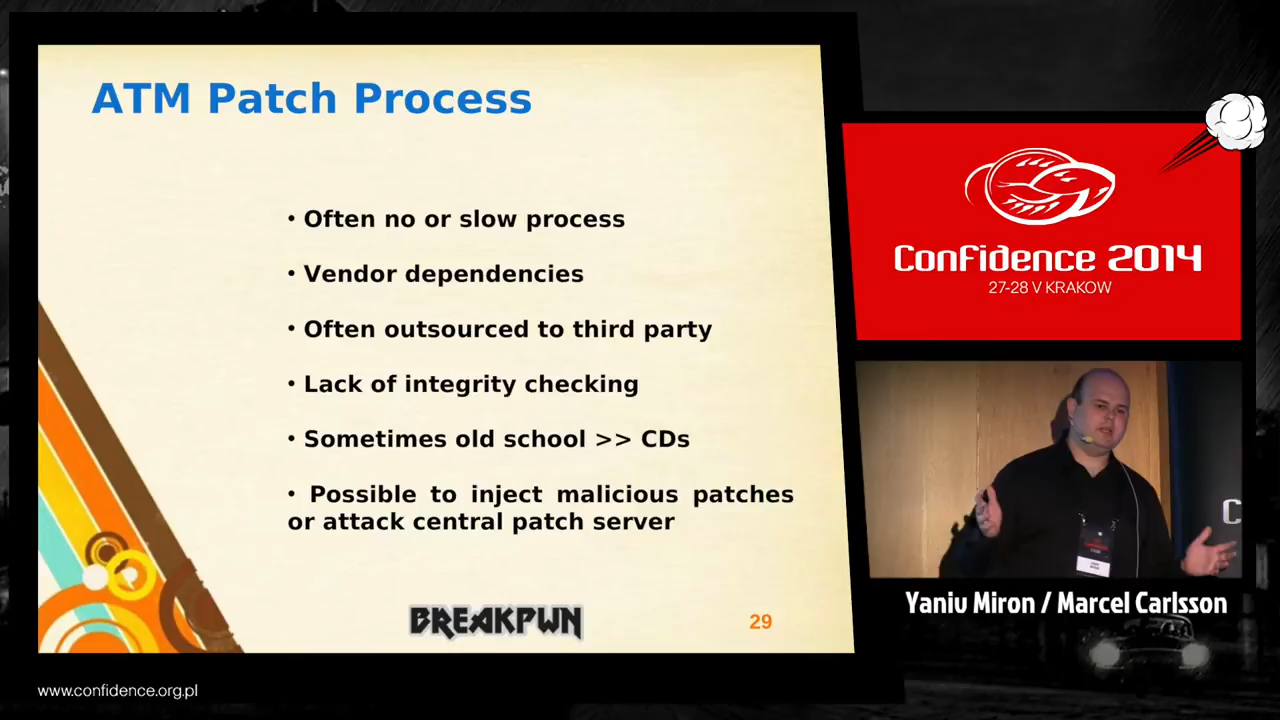 ATM Patch Process
• Often no or slow process
• Vendor dependencies
• Often outsourced to third party
• Lack of integrity checking
• Sometimes old school >> CDs
• Possible to inject malicious patches
or attack central patch server
BREAKPWN
29
Confidence 2014
27-28 V KRAKOW
C
Yaniv Miron / Marcel Carlsson
www.confidence.org.pl